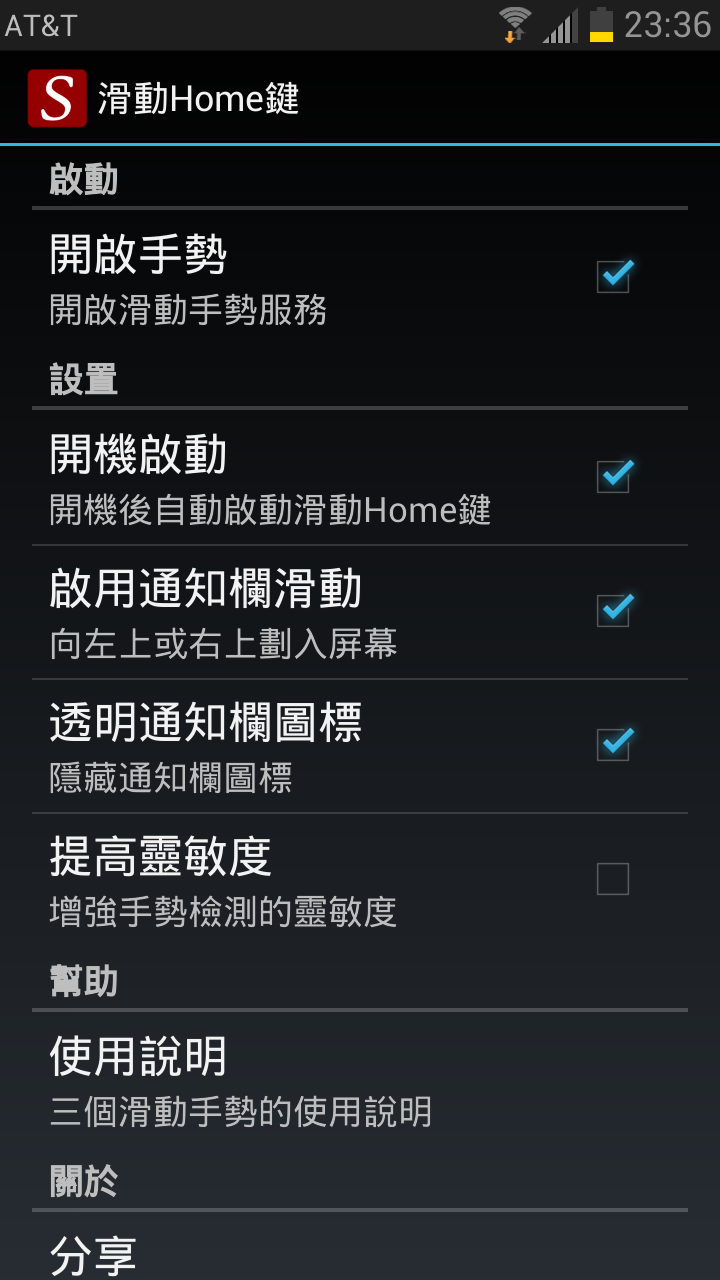 AT&T
23:36
S 滑動Home鍵
啟動
開啟手勢
開啟滑動手勢服務
設置
開機啟動
開機後自動啟動滑動Home鍵
啟用通知欄滑動
向左上或右上劃入屏幕
透明通知欄圖標
隱藏通知欄圖標
提高靈敏度
增強手勢檢測的靈敏度
幫助
使用說明
三個滑動手勢的使用說明
關於
分享